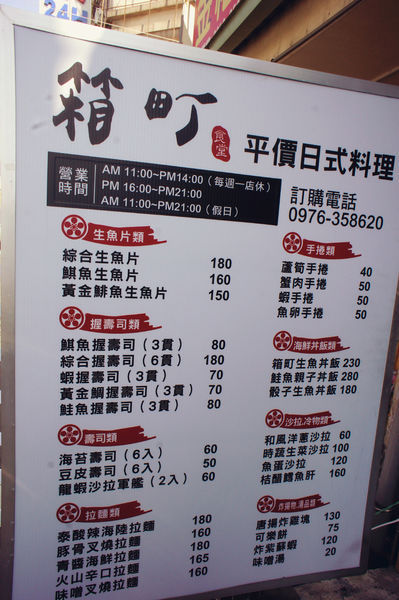 24H
箱町
食堂
平價日式料理
營業時間
AM 11:00~PM14:00（每週一店休）
PM 16:00~PM21:00
AM 11:00~PM21:00（假日）
訂購電話
0976-358620
生魚片類
綜合生魚片 180
鮭魚生魚片 160
黃金鯡魚生魚片 150
握壽司類
鮭魚握壽司（3貫） 80
綜合握壽司（6貫） 180
蝦握壽司（3貫） 70
黃金鯛握壽司（3貫） 70
鮭魚握壽司（3貫） 80
壽司類
海苔壽司（6入） 60
豆皮壽司（6入） 50
龍蝦沙拉軍艦（2入） 60
拉麵類
泰酸辣海陸拉麵 180
豚骨叉燒拉麵 160
青醬海鮮拉麵 180
火山辛口拉麵 165
味噌叉燒拉麵 160
手捲類
蘆筍手捲 40
蟹肉手捲 50
蝦手捲 50
魚卵手捲 50
海鮮丼飯類
箱町生魚丼飯 230
鮭魚親子丼飯 280
骰子生魚丼飯 180
沙拉,冷物類
和風洋蔥沙拉 60
時蔬生菜沙拉 100
魚蛋沙拉 120
桔醋鱈魚肝 160
炸揚物,湯品類
唐揚炸雞塊 130
可樂餅 75
炸紫蘇蝦 120
味噌湯 20